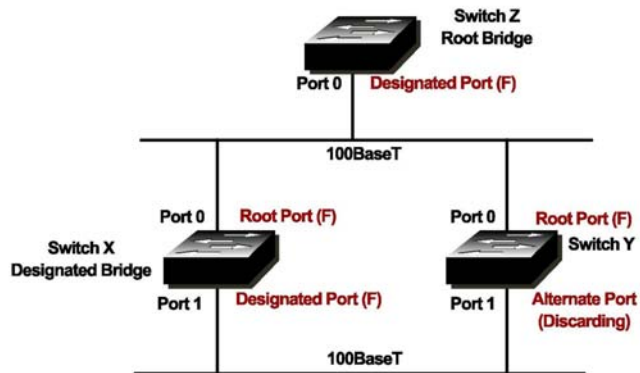 Switch Z
Root Bridge
Port 0
Designated Port (F)
100BaseT
Port 0
Root Port (F)
Port 0
Root Port (F)
Switch X
Designated Bridge
Switch Y
Port 1
Designated Port (F)
Port 1
Alternate Port
(Discarding)
100BaseT